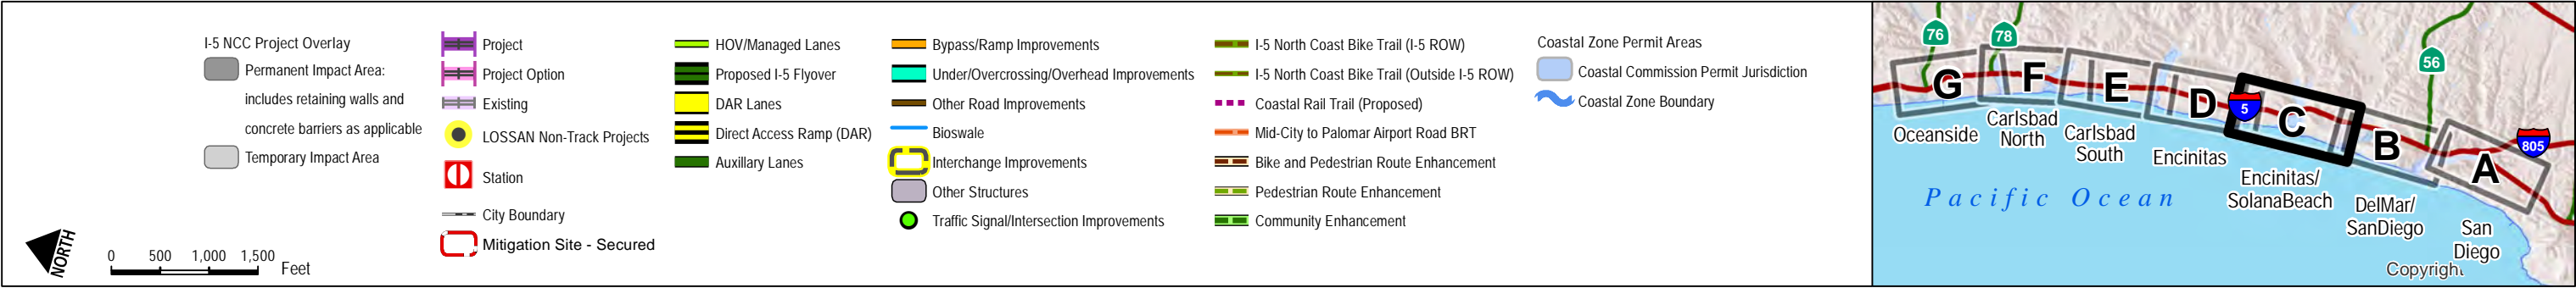 I-5 NCC Project Overlay
Permanent Impact Area:
includes retaining walls and
concrete barriers as applicable
Temporary Impact Area
Project
Project Option
Existing
LOSSAN Non-Track Projects
Station
City Boundary
Mitigation Site - Secured
HOV/Managed Lanes
Proposed I-5 Flyover
DAR Lanes
Direct Access Ramp (DAR)
Auxillary Lanes
Bypass/Ramp Improvements
Under/Overcrossing/Overhead Improvements
Other Road Improvements
Bioswale
Interchange Improvements
Other Structures
Traffic Signal/Intersection Improvements
I-5 North Coast Bike Trail (I-5 ROW)
I-5 North Coast Bike Trail (Outside I-5 ROW)
Coastal Rail Trail (Proposed)
Mid-City to Palomar Airport Road BRT
Bike and Pedestrian Route Enhancement
Pedestrian Route Enhancement
Community Enhancement
Coastal Zone Permit Areas
Coastal Commission Permit Jurisdiction
Coastal Zone Boundary
NORTH
0 500 1,000 1,500
Feet
76
78
56
5
805
G
F
E
D
C
B
A
Oceanside
Carlsbad
North
Carlsbad
South
Encinitas
Encinitas/
SolanaBeach
DelMar/
SanDiego
San
Diego
Pacific Ocean
Copyright